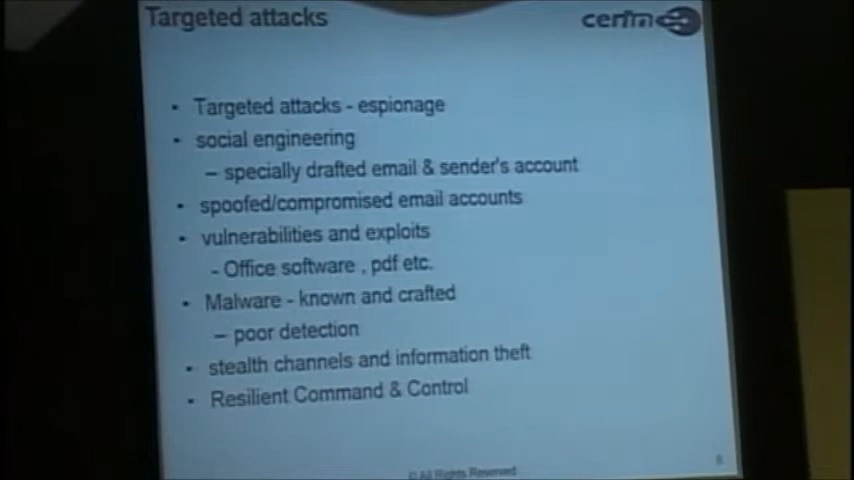 Targeted attacks
• Targeted attacks - espionage
• social engineering
– specially drafted email & sender's account
• spoofed/compromised email accounts
• vulnerabilities and exploits
- Office software , pdf etc.
• Malware - known and crafted
– poor detection
• stealth channels and information theft
• Resilient Command & Control
© All Rights Reserved